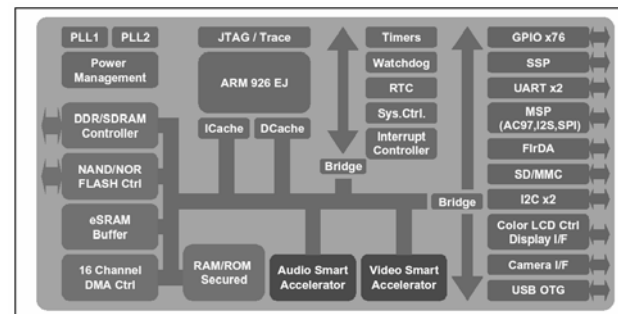 PLL1
PLL2
Power
Management
DDR/SDRAM
Controller
NAND/NOR
FLASH Ctrl
eSRAM
Buffer
16 Channel
DMA Ctrl
JTAG / Trace
ARM 926 EJ
ICache
DCache
RAM/ROM
Secured
Audio Smart
Accelerator
Video Smart
Accelerator
Bridge
Timers
Watchdog
RTC
Sys.Ctrl.
Interrupt
Controller
Bridge
GPIO x76
SSP
UART x2
MSP
(AC97,I2S,SPI)
FIrDA
SD/MMC
I2C x2
Color LCD Ctrl
Display I/F
Camera I/F
USB OTG